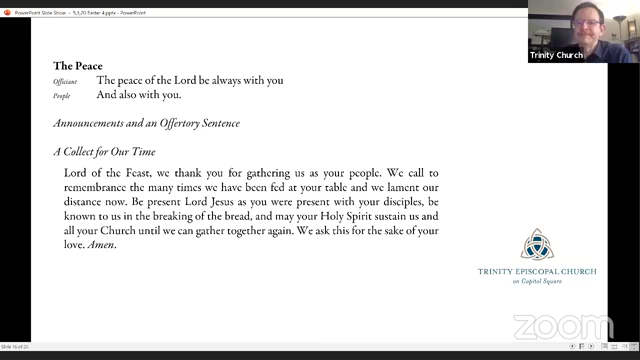 PowerPoint Slide Show - 5.3.20 Easter 4.pptx - PowerPoint
Trinity Church
The Peace
Officiant The peace of the Lord be always with you
People And also with you.
Announcements and an Offertory Sentence
A Collect for Our Time
Lord of the Feast, we thank you for gathering us as your people. We call to
remembrance the many times we have been fed at your table and we lament our
distance now. Be present Lord Jesus as you were present with your disciples, be
known to us in the breaking of the bread, and may your Holy Spirit sustain us and
all your Church until we can gather together again. We ask this for the sake of your
love. Amen.
TRINITY EPISCOPAL CHURCH
on Capitol Square
zoom